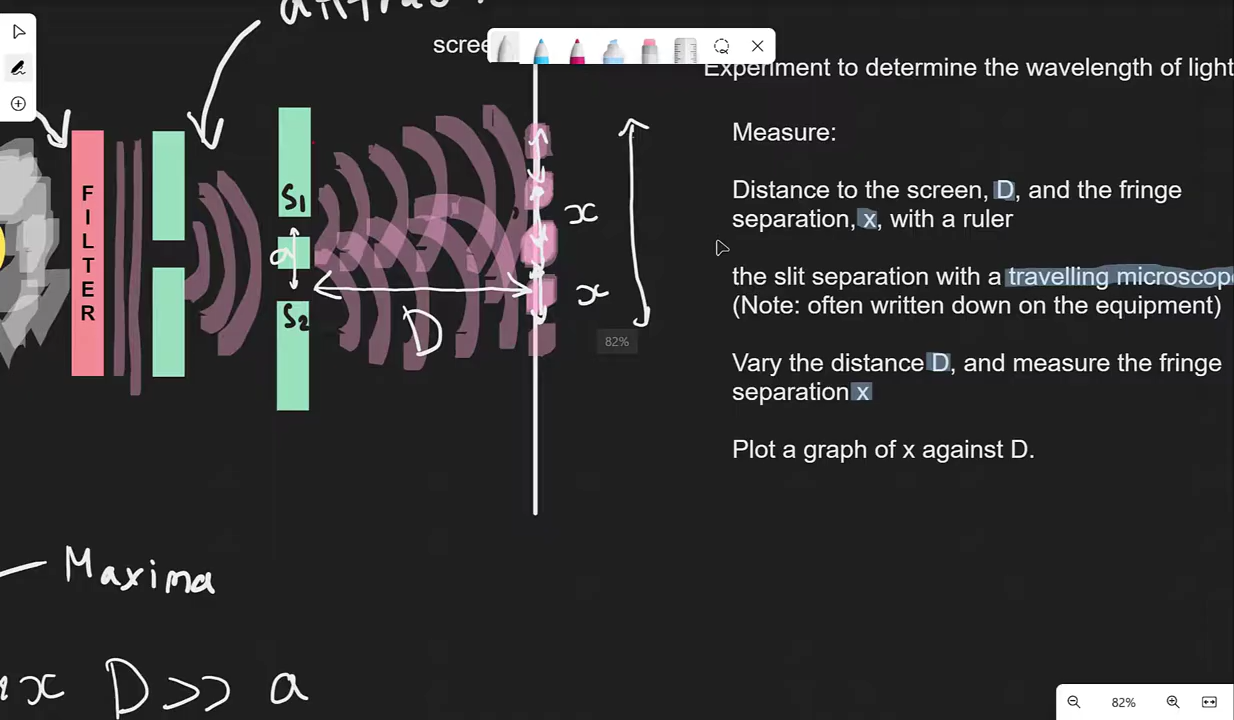 scree
Experiment to determine the wavelength of light
Measure:
Distance to the screen, D, and the fringe
separation, x, with a ruler
the slit separation with a travelling microscope
(Note: often written down on the equipment)
Vary the distance D, and measure the fringe
separation x
Plot a graph of x against D.
FILTER
S1
a
S2
D
x
x
82%
Maxima
x D >> a
82%